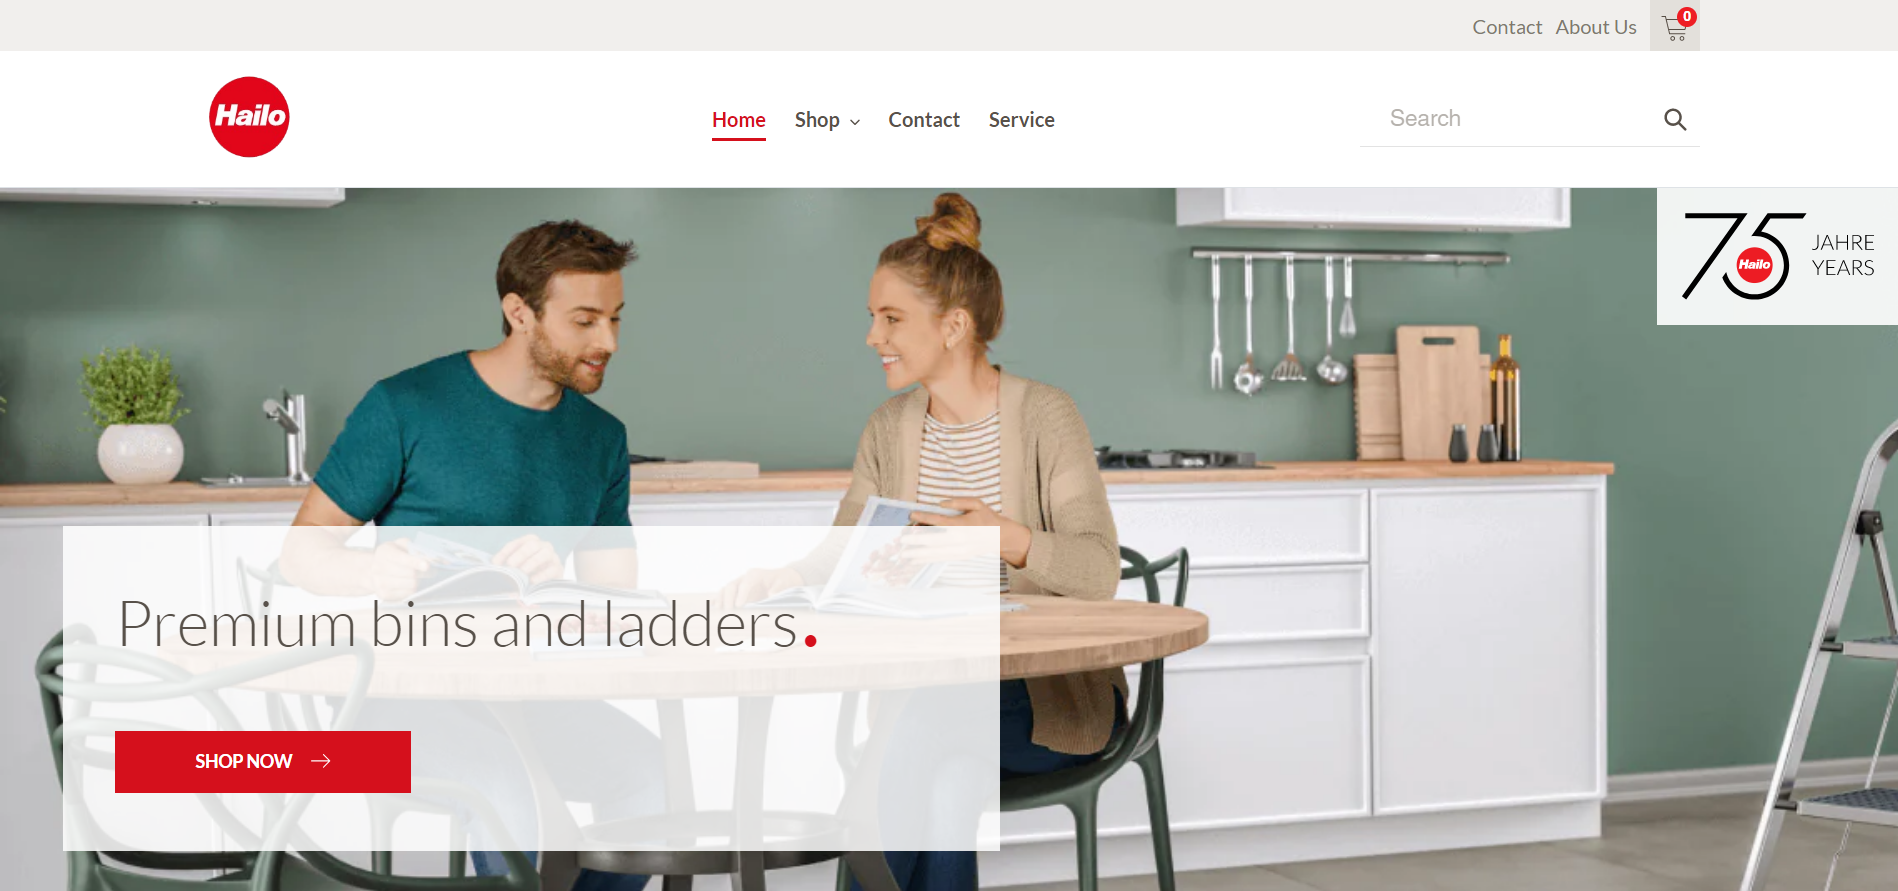 Contact About Us 0
Hailo
Home Shop Contact Service
Search
75 Hailo JAHRE
YEARS
Premium bins and ladders.
SHOP NOW